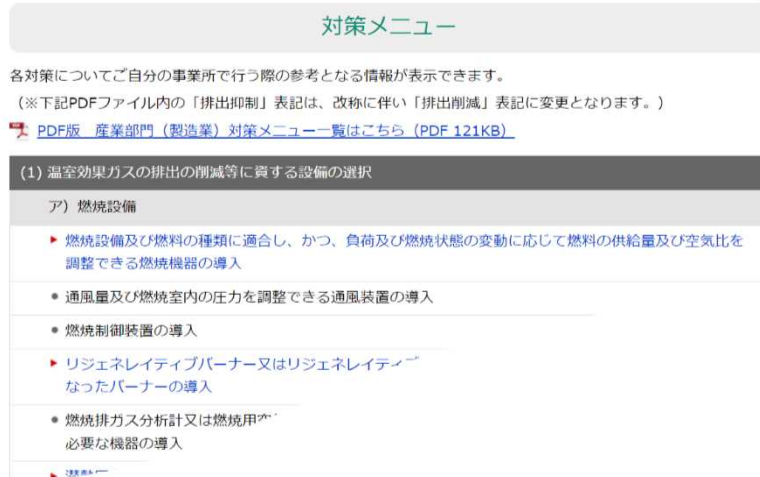 対策メニュー
各対策についてご自分の事業所で行う際の参考となる情報が表示できます。
（※下記PDFファイル内の「排出抑制」表記は、改称に伴い「排出削減」表記に変更となります。）
PDF版　産業部門（製造業）対策メニュー一覧はこちら（PDF 121KB）
(1) 温室効果ガスの排出の削減等に資する設備の選択
ア）燃焼設備
燃焼設備及び燃料の種類に適合し、かつ、負荷及び燃焼状態の変動に応じて燃料の供給量及び空気比を
調整できる燃焼機器の導入
通風量及び燃焼室内の圧力を調整できる通風装置の導入
燃焼制御装置の導入
リジェネレイティブバーナー又はリジェネレイティ
なったバーナーの導入
燃焼排ガス分析計又は燃焼用
必要な機器の導入